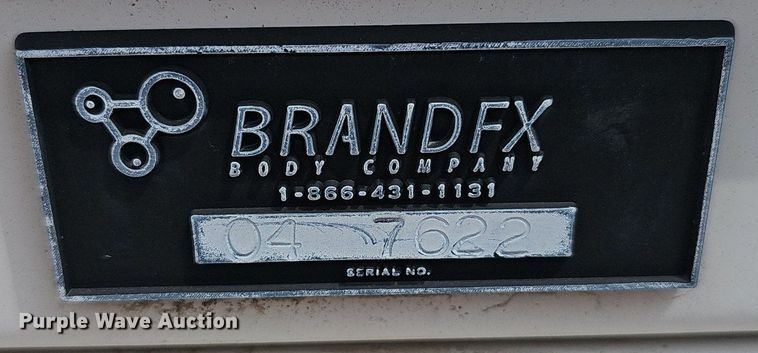 BRANDFX
BODY COMPANY
1-866-431-1131
04 7622
SERIAL NO.
Purple Wave Auction